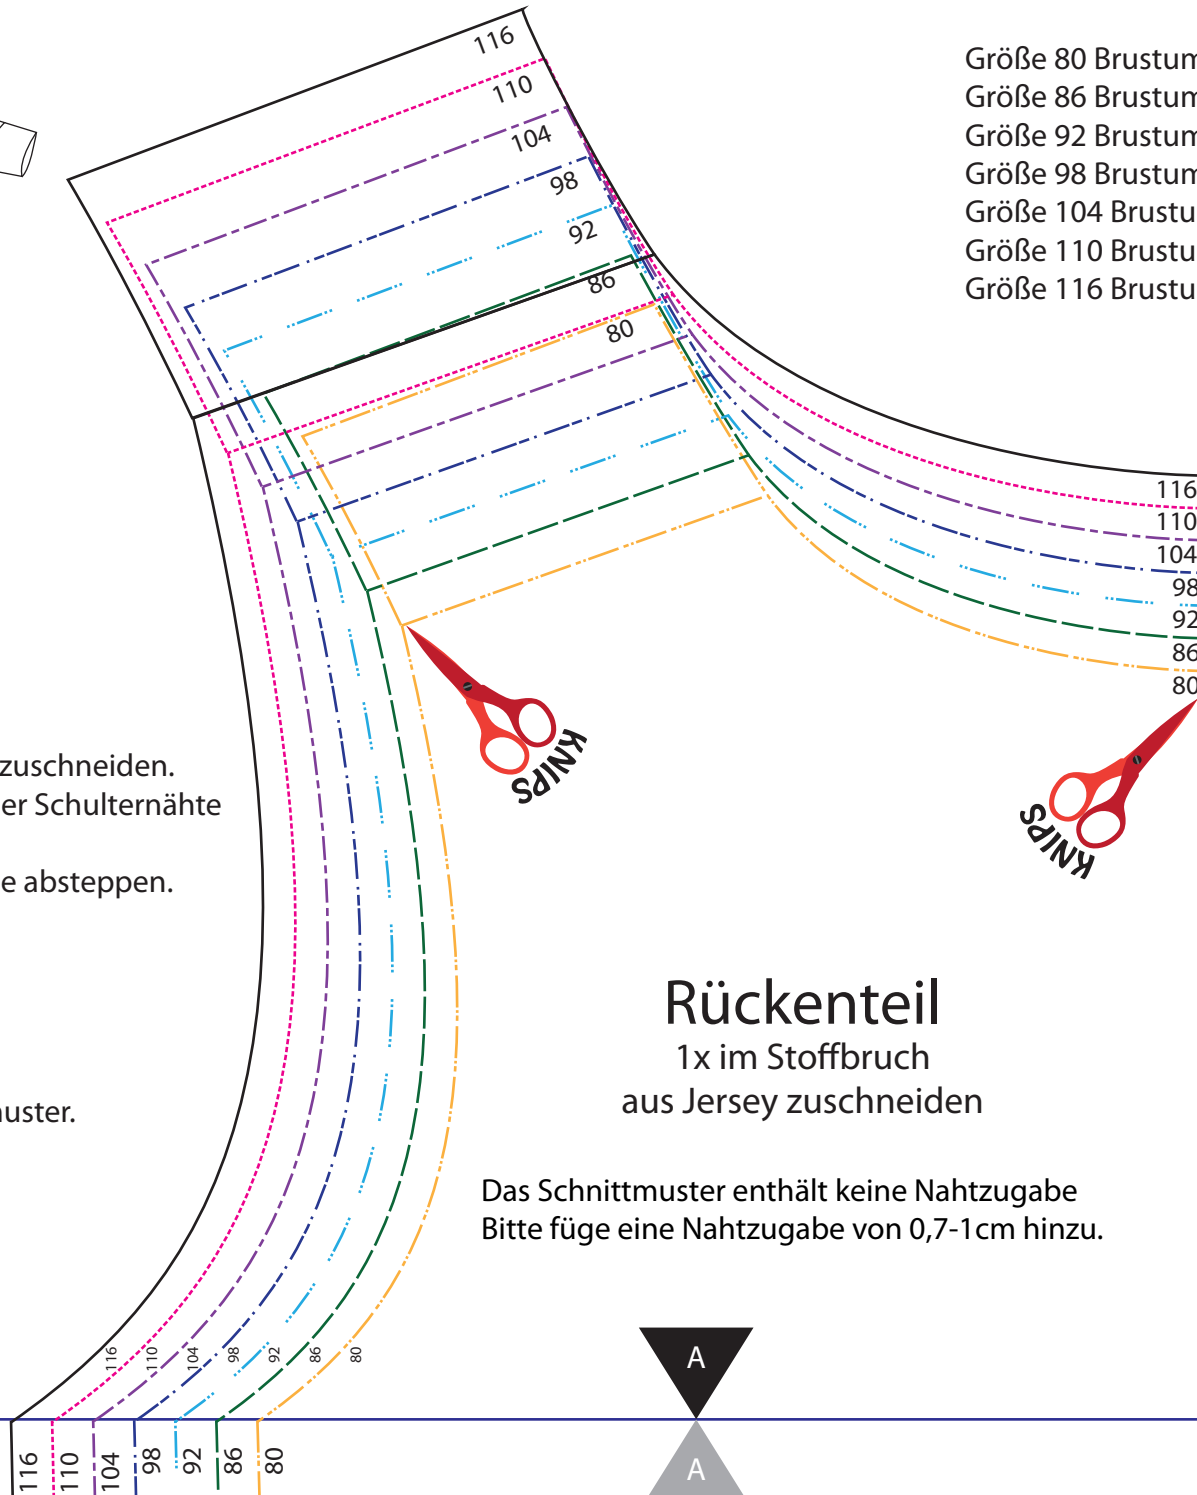 116
110
104
98
92
86
80
Größe 80 Brustum
Größe 86 Brustum
Größe 92 Brustum
Größe 98 Brustum
Größe 104 Brustu
Größe 110 Brustu
Größe 116 Brustu
116
110
104
98
92
86
80
KNIPS
KNIPS
zuschneiden.
er Schulternähte
e absteppen.
uster.
Rückenteil
1x im Stoffbruch
aus Jersey zuschneiden
Das Schnittmuster enthält keine Nahtzugabe
Bitte füge eine Nahtzugabe von 0,7-1cm hinzu.
116 110 104 98 92 86 80
A
A
116 110 104 98 92 86 80